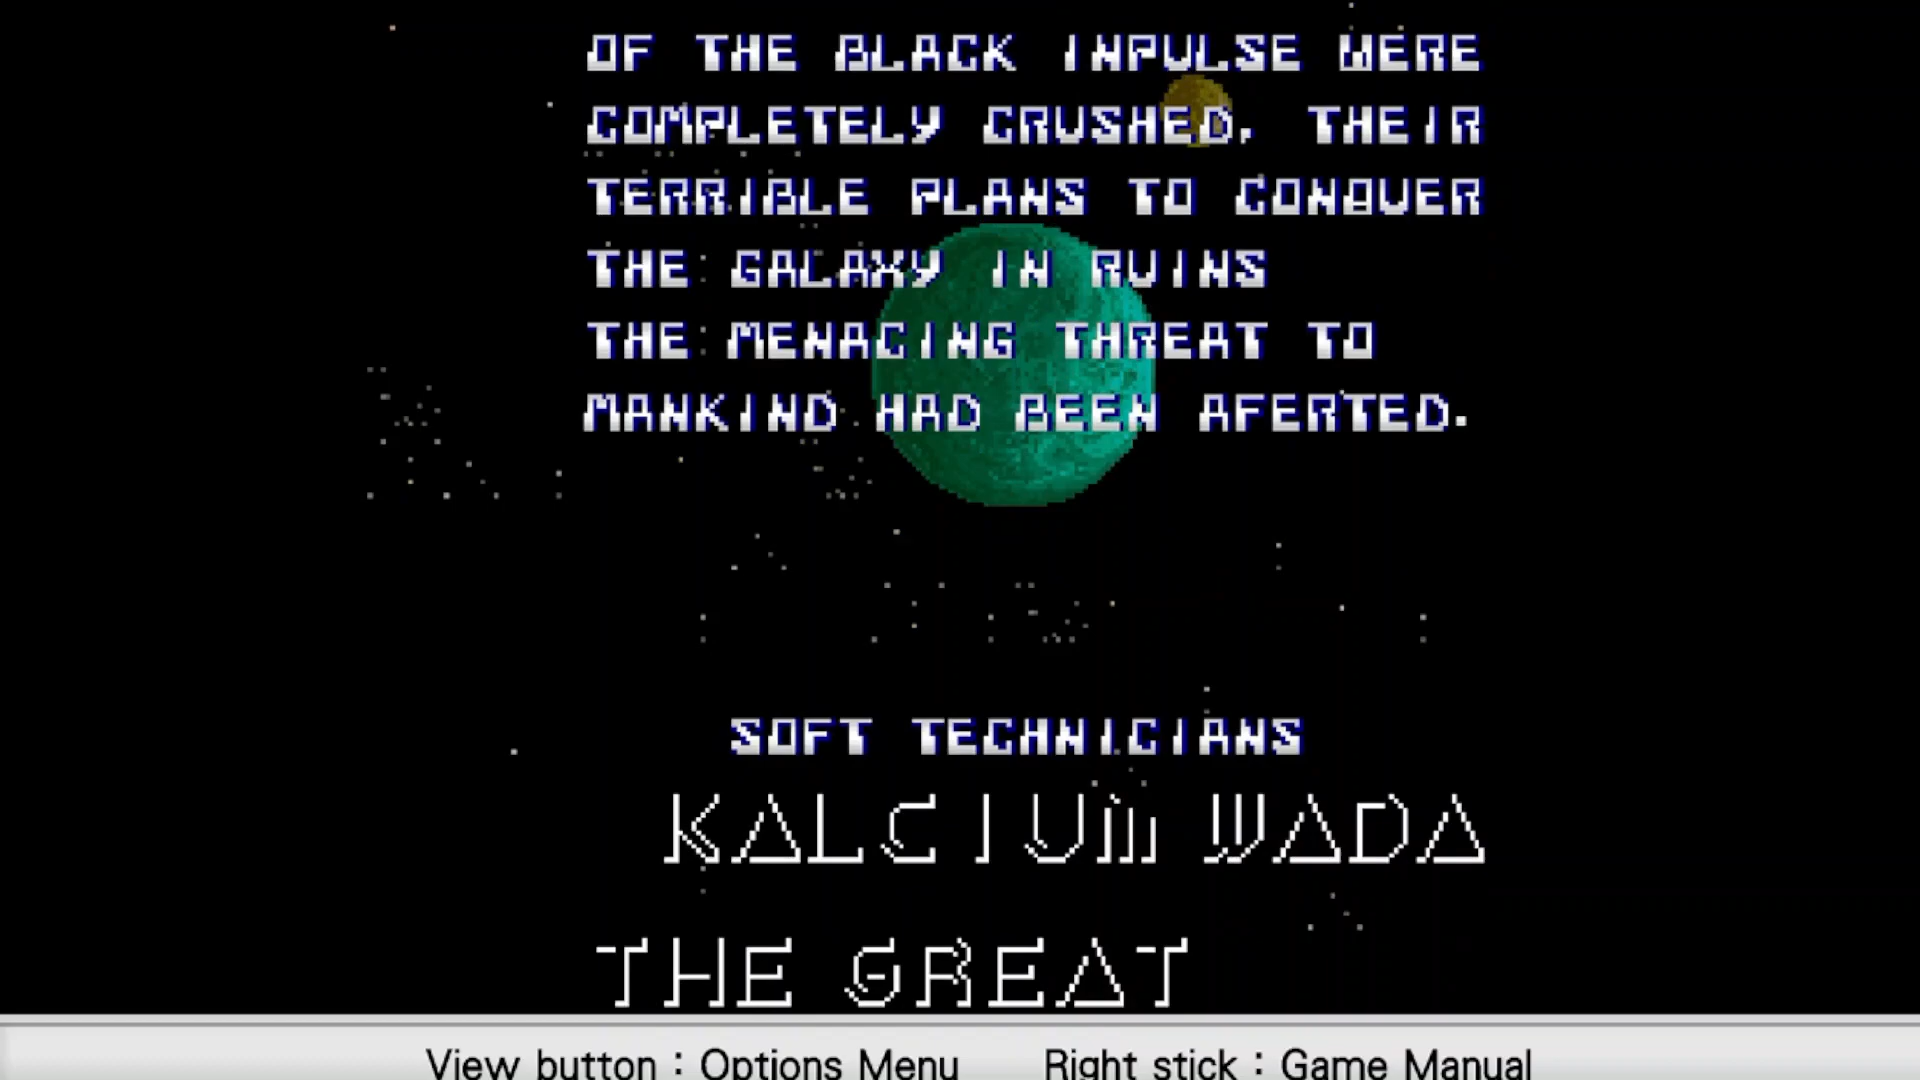 OF THE BLACK INPULSE WERE
COMPLETELY CRUSHED, THEIR
TERRIBLE PLANS TO CONQUER
THE GALAXY IN RUINS
THE MENACING THREAT TO
MANKIND HAD BEEN AFERTED.
SOFT TECHNICIANS
KALCIUM WADA
THE GREAT
View button : Options Menu Right stick : Game Manual